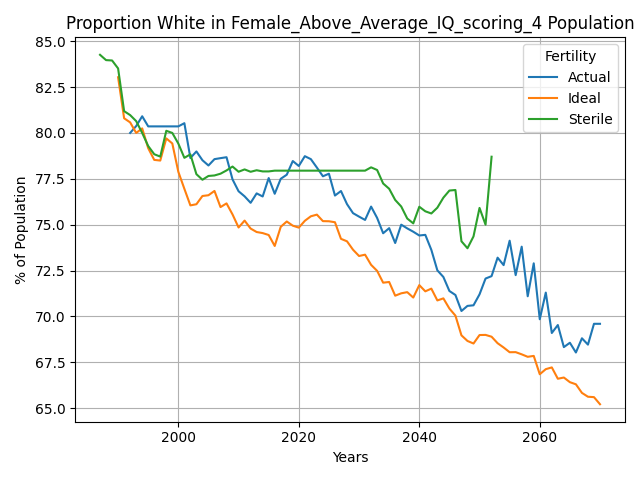 Proportion White in Female_Above_Average_IQ_scoring_4 Population
85.0
82.5
80.0
77.5
75.0
72.5
70.0
67.5
65.0
% of Population
Fertility
Actual
Ideal
Sterile
2000
2020
2040
2060
Years